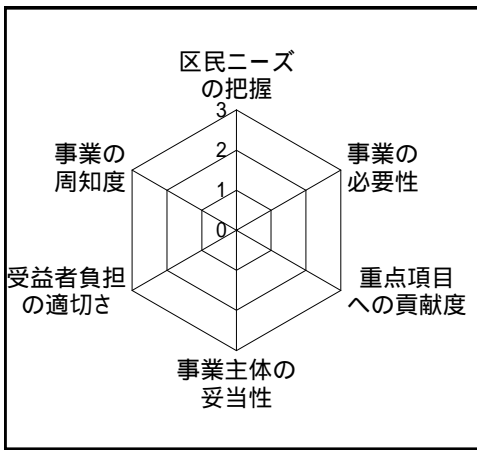 区民ニーズ
の把握
3
2
1
0
事業の
必要性
重点項目
への貢献度
事業主体の
妥当性
受益者負担
の適切さ
事業の
周知度